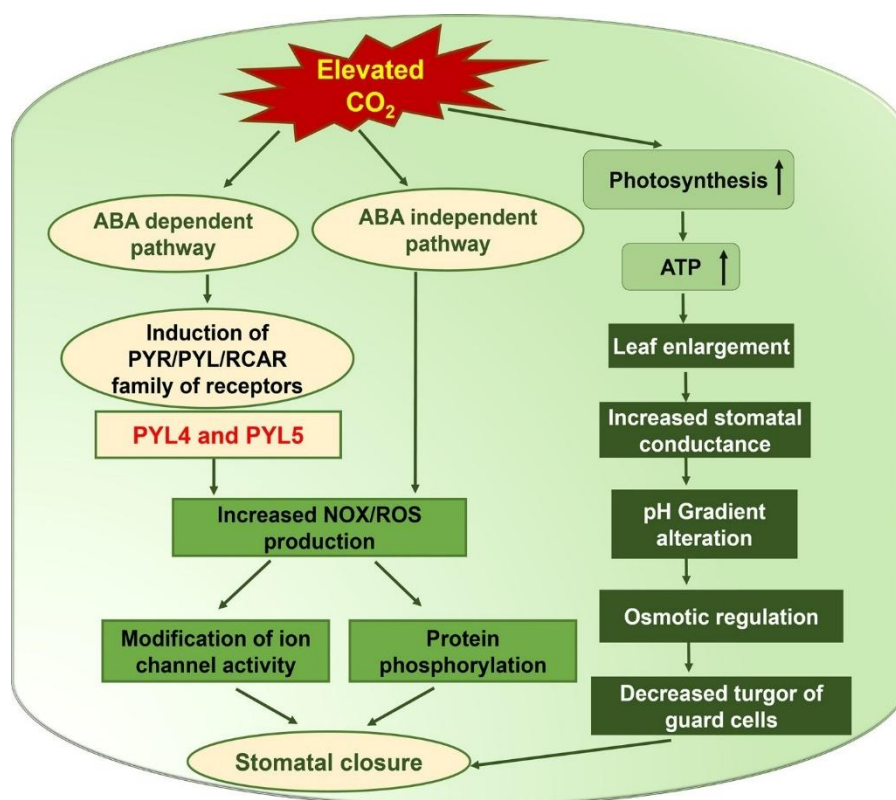 Elevated
CO₂
ABA dependent
pathway
ABA independent
pathway
Photosynthesis
ATP
Induction of
PYR/PYL/RCAR
family of receptors
PYL4 and PYL5
Leaf enlargement
Increased stomatal
conductance
Increased NOX/ROS
production
pH Gradient
alteration
Modification of ion
channel activity
Protein
phosphorylation
Osmotic regulation
Decreased turgor of
guard cells
Stomatal closure